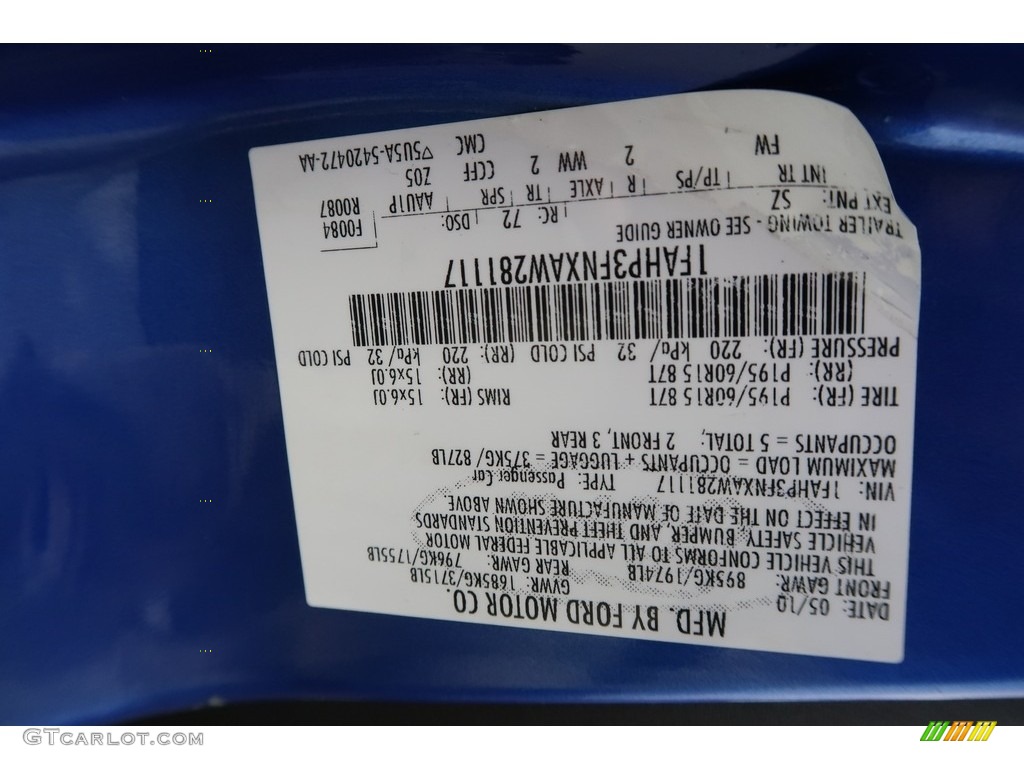 MFD. BY FORD MOTOR CO.
DATE: 05/10 GVWR: 1685KG/3715LB
FRONT GAWR: 895KG/1974LB REAR GAWR: 796KG/1755LB
THIS VEHICLE CONFORMS TO ALL APPLICABLE FEDERAL MOTOR
VEHICLE SAFETY, BUMPER, AND THEFT PREVENTION STANDARDS
IN EFFECT ON THE DATE OF MANUFACTURE SHOWN ABOVE
VIN: 1FAHP3FNXAW281117 TYPE: Passenger Car
MAXIMUM LOAD = OCCUPANTS + LUGGAGE = 375KG/ 827LB
OCCUPANTS = 5 TOTAL; 2 FRONT, 3 REAR
TIRE (FR): P195/60R15 87T RIMS (FR): 15x6.0J
(RR): P195/60R15 87T (RR): 15x6.0J
PRESSURE (FR): 220 kPa/ 32 PSI COLD (RR): 220 kPa/ 32 PSI COLD
1FAHP3FNXAW281117
TRAILER TOWING - SEE OWNER GUIDE
F0084
R0087
EXT PNT: SZ RC: 72 DSO:
INT TR TP/PS R AXLE TR SPR AAU1P
FW 2 WW 2 CCFF Z05
CMC ▽5U5A-5420472-AA
GTcarlot.com